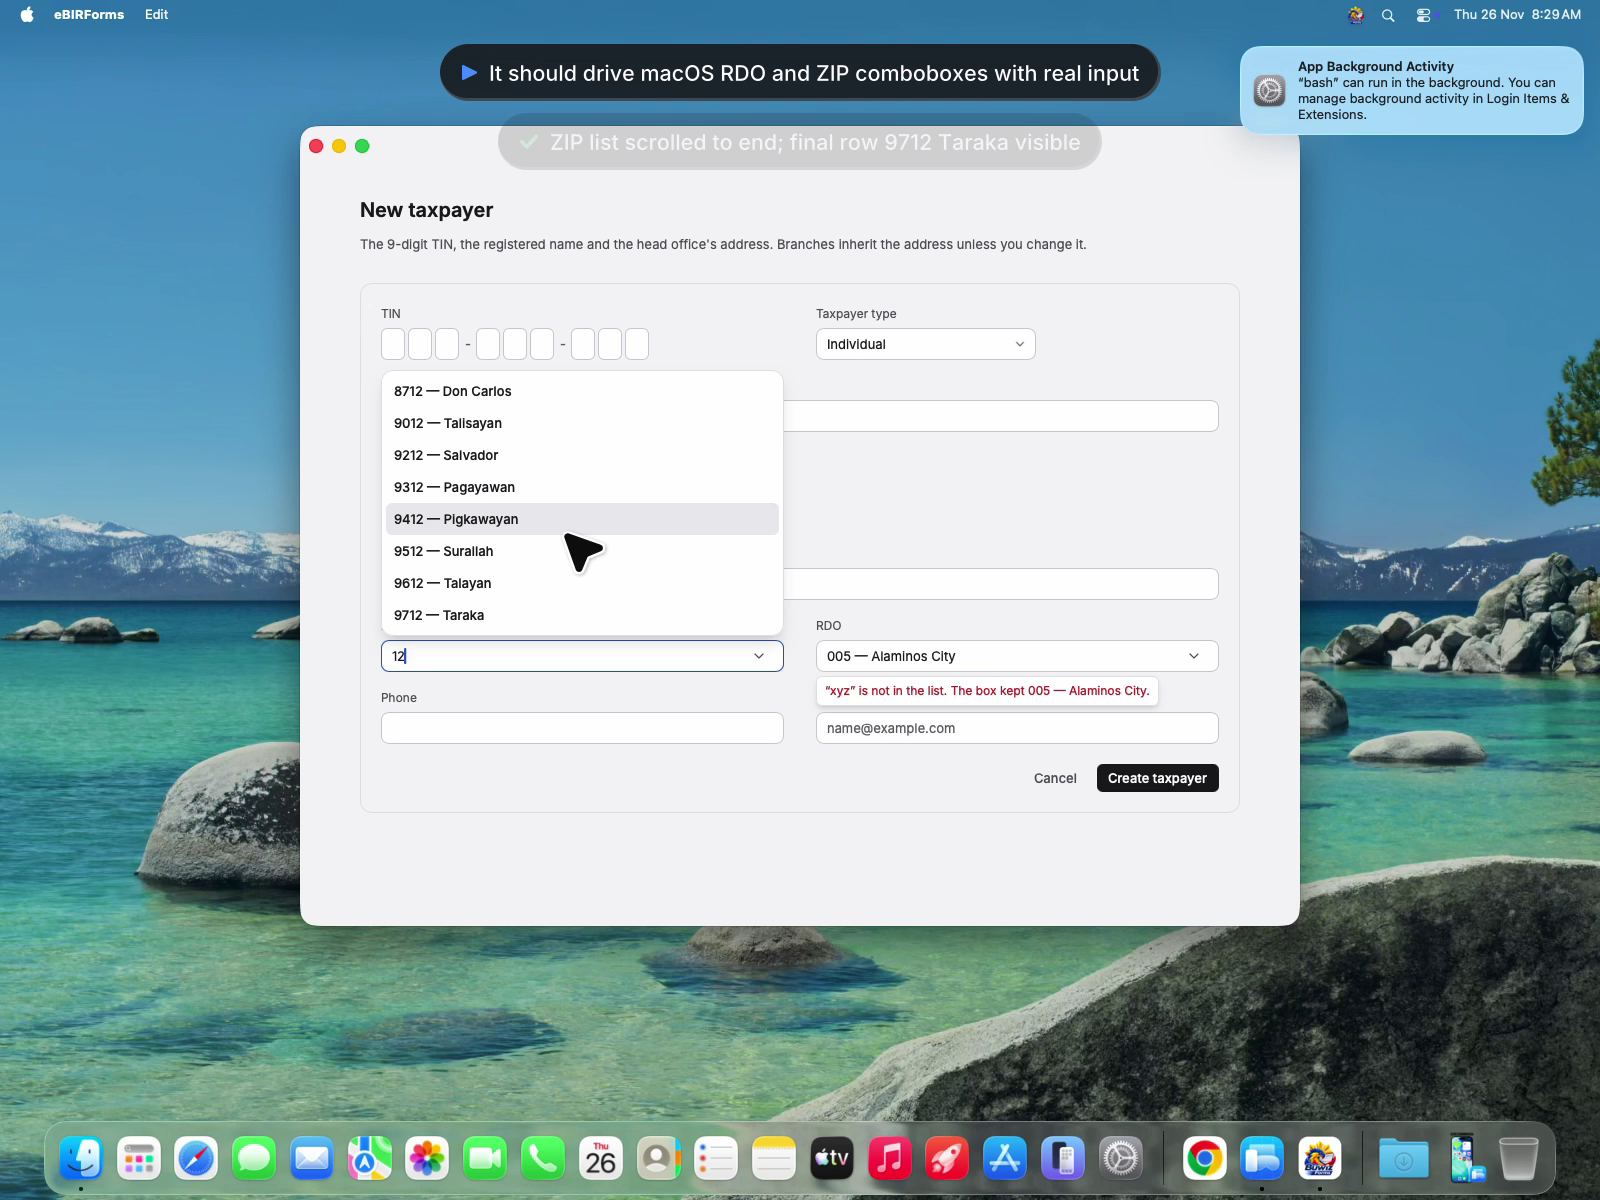 eBIRForms Edit
Thu 26 Nov 8:29 AM
It should drive macOS RDO and ZIP comboboxes with real input
App Background Activity
“bash” can run in the background. You can
manage background activity in Login Items &
Extensions.
ZIP list scrolled to end; final row 9712 Taraka visible
New taxpayer
The 9-digit TIN, the registered name and the head office's address. Branches inherit the address unless you change it.
TIN
Taxpayer type
- -
Individual
8712 — Don Carlos
9012 — Talisayan
9212 — Salvador
9312 — Pagayawan
9412 — Pigkawayan
9512 — Surallah
9612 — Talayan
9712 — Taraka
RDO
12
005 — Alaminos City
“xyz” is not in the list. The box kept 005 — Alaminos City.
Phone
name@example.com
Cancel
Create taxpayer
Thu
26
tv